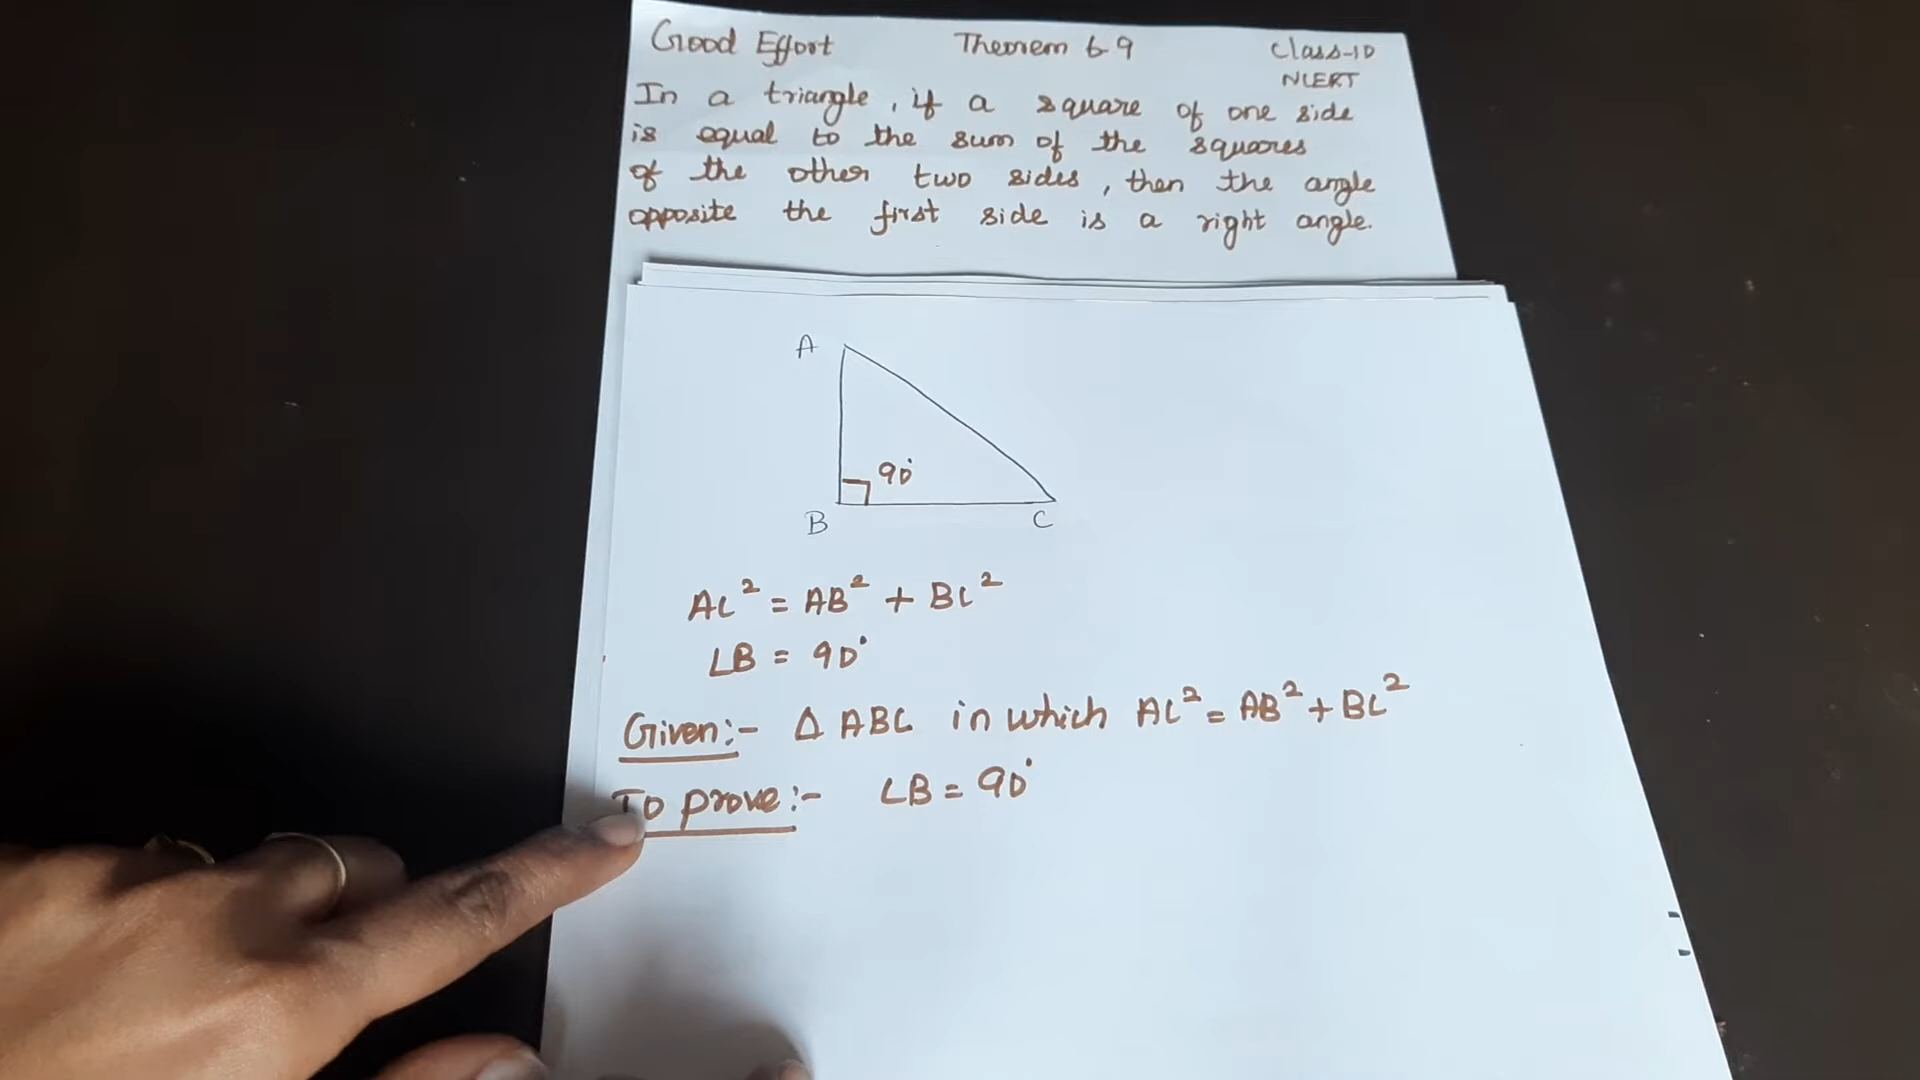 Good Effort Theorem 6.9 Class-10
NCERT
In a triangle, if a square of one side
is equal to the sum of the squares
of the other two sides, then the angle
opposite the first side is a right angle.
A
90°
B C
AC² = AB² + BC²
∠B = 90°
Given:- Δ ABC in which AC² = AB² + BC²
To prove:- ∠B = 90°